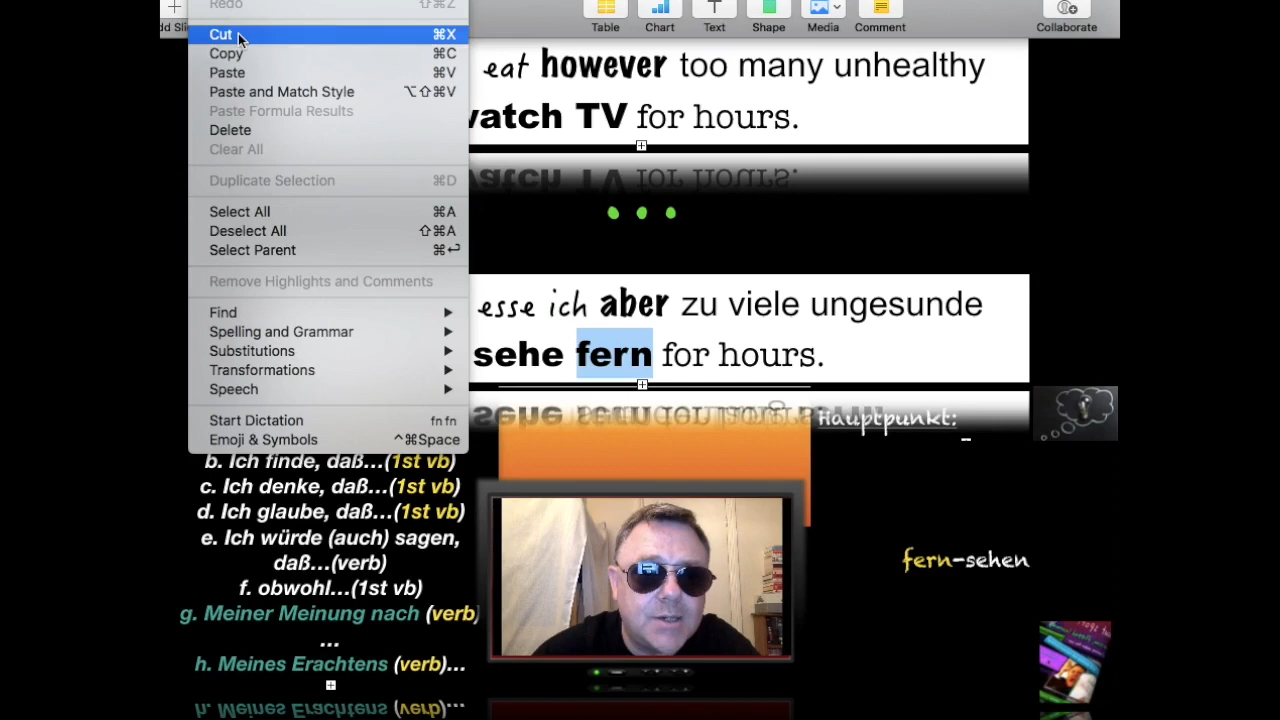 Redo ⇧⌘Z
Table Chart Text Shape Media Comment Collaborate
Cut ⌘X
Copy ⌘C
Paste ⌘V
Paste and Match Style ⌥⇧⌘V
Paste Formula Results
Delete
Clear All
Duplicate Selection ⌘D
Select All ⌘A
Deselect All ⇧⌘A
Select Parent ⌘↩
Remove Highlights and Comments
Find
Spelling and Grammar
Substitutions
Transformations
Speech
Start Dictation fn fn
Emoji & Symbols ^⌘Space
eat however too many unhealthy
watch TV for hours.
esse ich aber zu viele ungesunde
sehe fern for hours.
Hauptpunkt:
b. Ich finde, daß...(1st vb)
c. Ich denke, daß...(1st vb)
d. Ich glaube, daß...(1st vb)
e. Ich würde (auch) sagen,
daß...(verb)
f. obwohl...(1st vb)
g. Meiner Meinung nach (verb)
...
h. Meines Erachtens (verb)...
fern-sehen